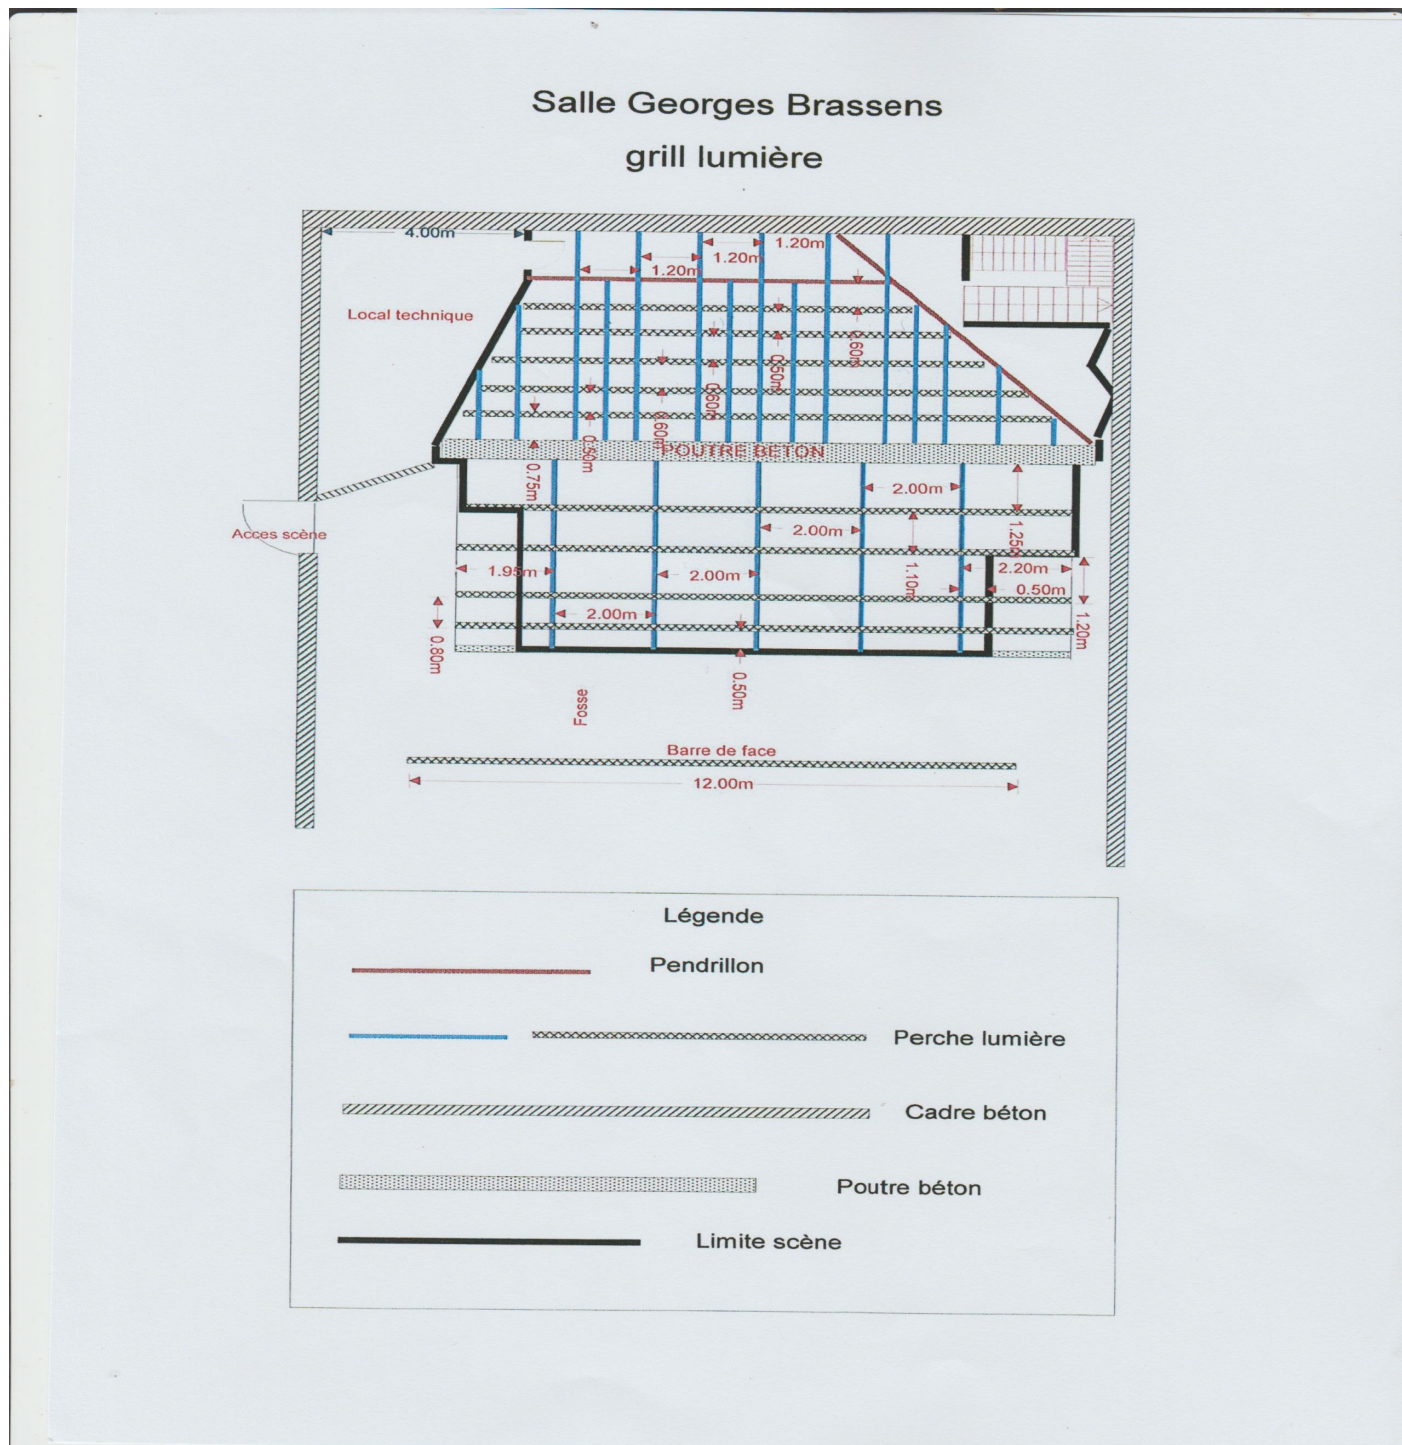 Salle Georges Brassens
grill lumière
4.00m
1.20m
1.20m
1.20m
Local technique
0.60m
0.50m
0.60m
0.60m
0.50m
POUTRE BETON
0.75m
2.00m
2.00m
1.25m
Acces scène
1.95m
2.00m
1.10m
2.20m
0.50m
2.00m
1.20m
0.80m
0.50m
Fosse
Barre de face
12.00m
Légende
Pendrillon
Perche lumière
Cadre béton
Poutre béton
Limite scène